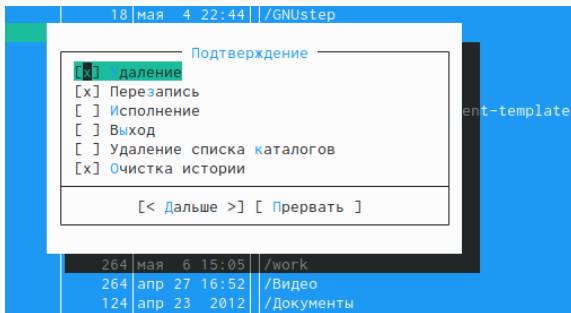 18 мая 4 22:44 /GNUstep
Подтверждение
[x] Удаление
[x] Перезапись
[ ] Исполнение
ent-template
[ ] Выход
[ ] Удаление списка каталогов
[x] Очистка истории
[< Дальше >] [ Прервать ]
264 мая 6 15:05 /work
264 апр 27 16:52 /Видео
124 апр 23 2012 /Документы